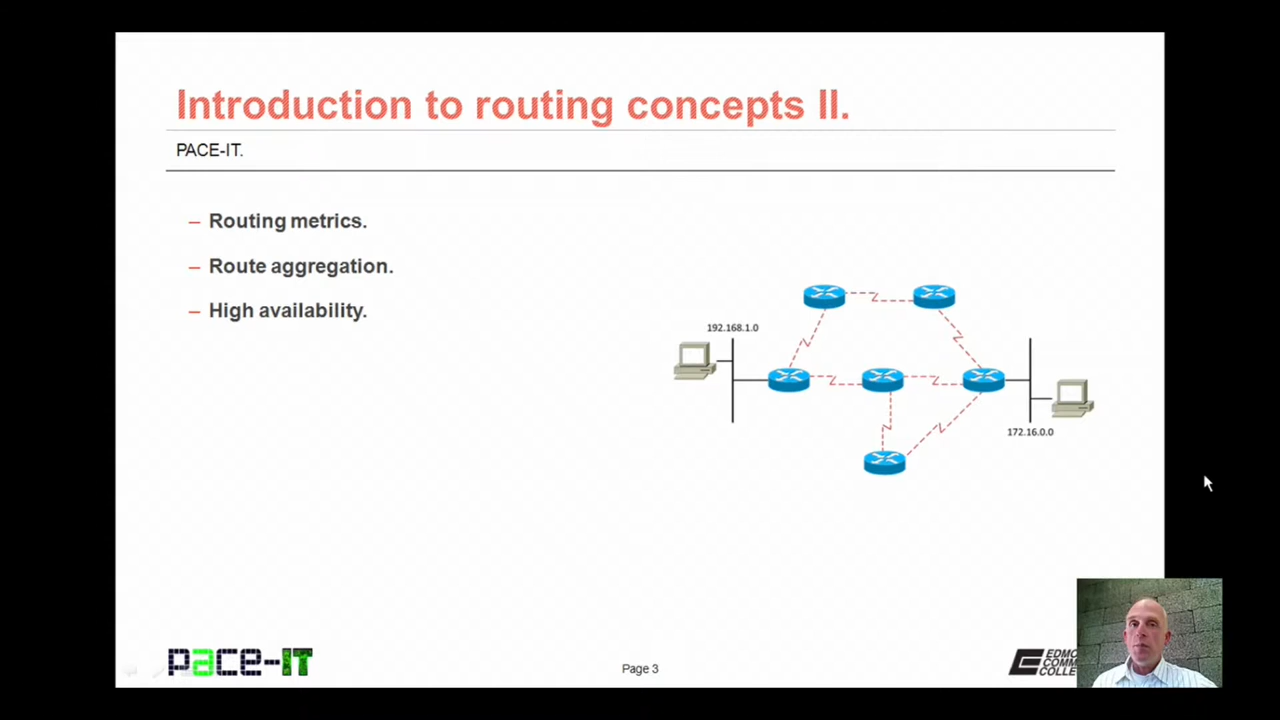 Introduction to routing concepts II.
PACE-IT.
– Routing metrics.
– Route aggregation.
– High availability.
192.168.1.0
172.16.0.0
pace-IT
Page 3
COLLE